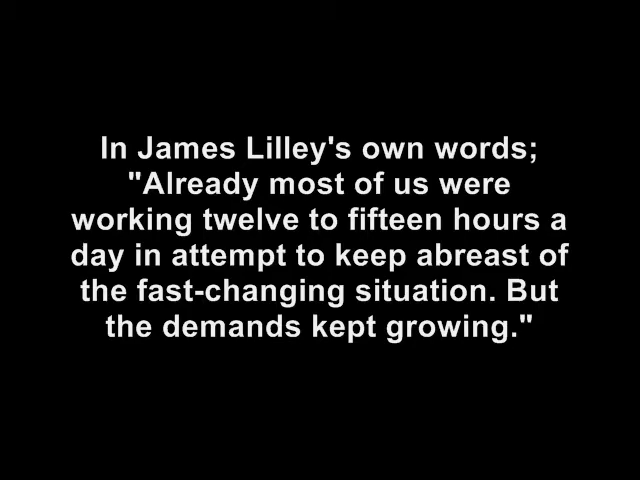 In James Lilley's own words;
"Already most of us were
working twelve to fifteen hours a
day in attempt to keep abreast of
the fast-changing situation. But
the demands kept growing."